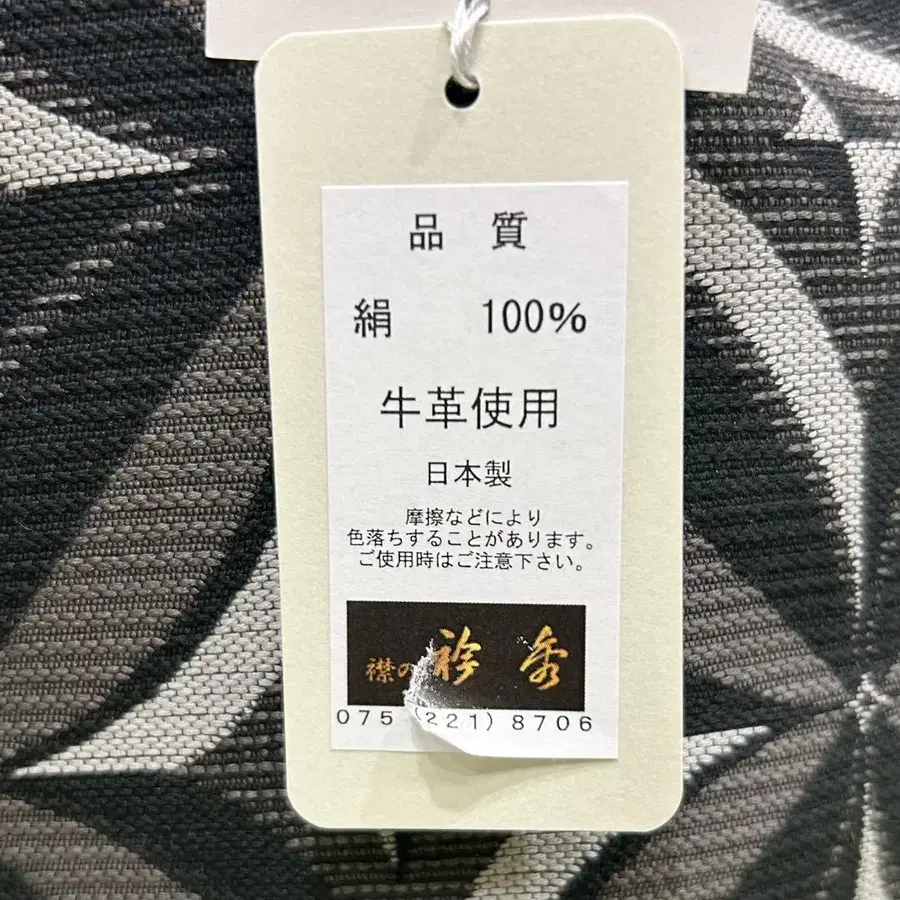 品 質
絹 100%
牛革使用
日本製
摩擦などにより
色落ちすることがあります。
ご使用時はご注意下さい。
襟の 衿秀
075(221)8706